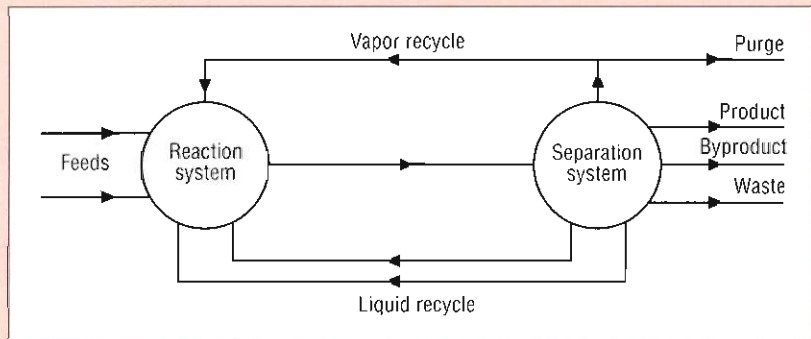 Vapor recycle
Purge
Feeds
Reaction
system
Separation
system
Product
Byproduct
Waste
Liquid recycle